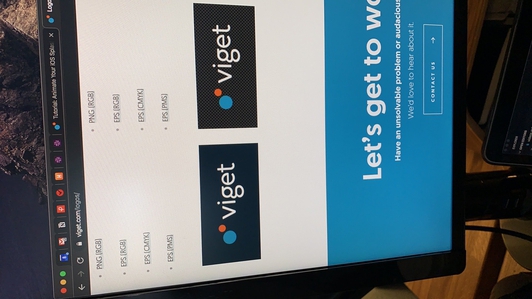 Tutorial: Animate Your iOS Splas
Logo
viget.com/logos/
PNG [RGB]
PNG [RGB]
EPS [RGB]
EPS [RGB]
EPS [CMYK]
EPS [CMYK]
EPS [PMS]
EPS [PMS]
viget
viget
Let's get to wo
Have an unsolvable problem or audacious
We'd love to hear about it.
CONTACT US